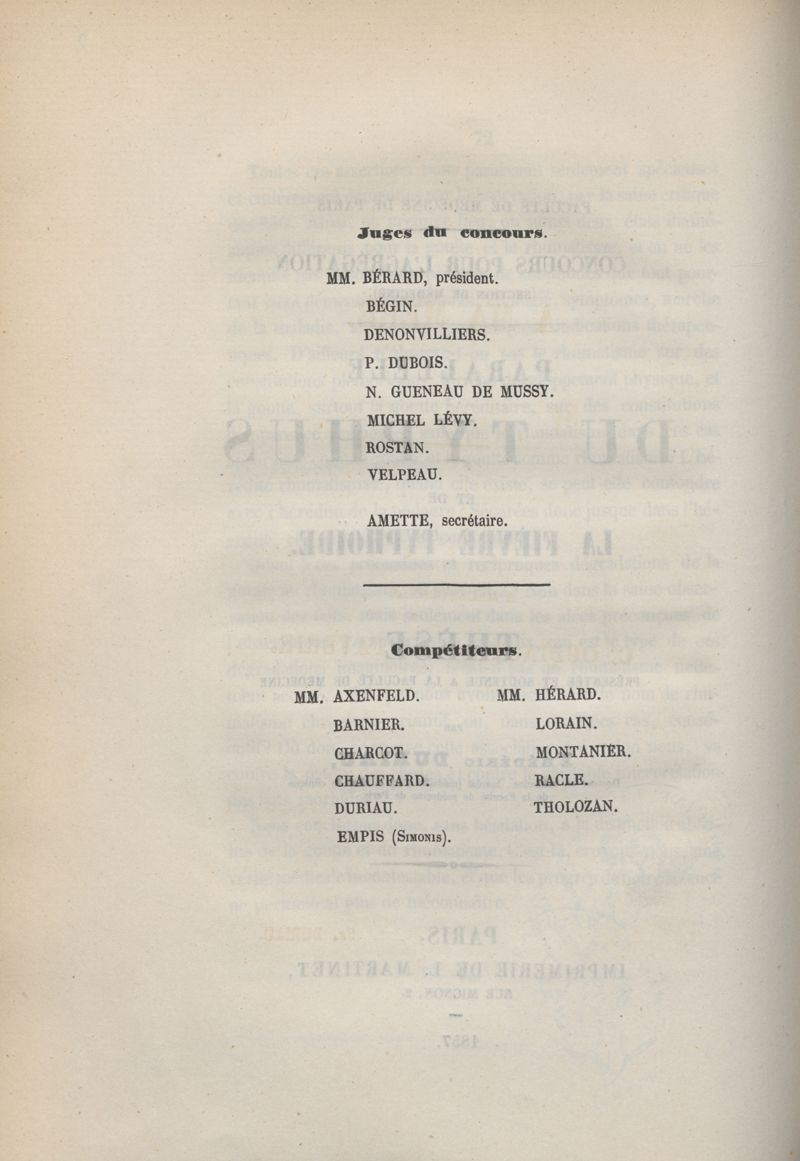 Juges du concours.
MM. BÉRARD, président.
BÉGIN.
DENONVILLIERS.
P. DUBOIS.
N. GUENEAU DE MUSSY.
MICHEL LÉVY.
ROSTAN.
VELPEAU.
AMETTE, secrétaire.
Compétiteurs.
MM. AXENFELD.
BARNIER.
CHARCOT.
CHAUFFARD.
DURIAU.
EMPIS (Simonis).
MM. HÉRARD.
LORAIN.
MONTANIER.
RACLE.
THOLOZAN.